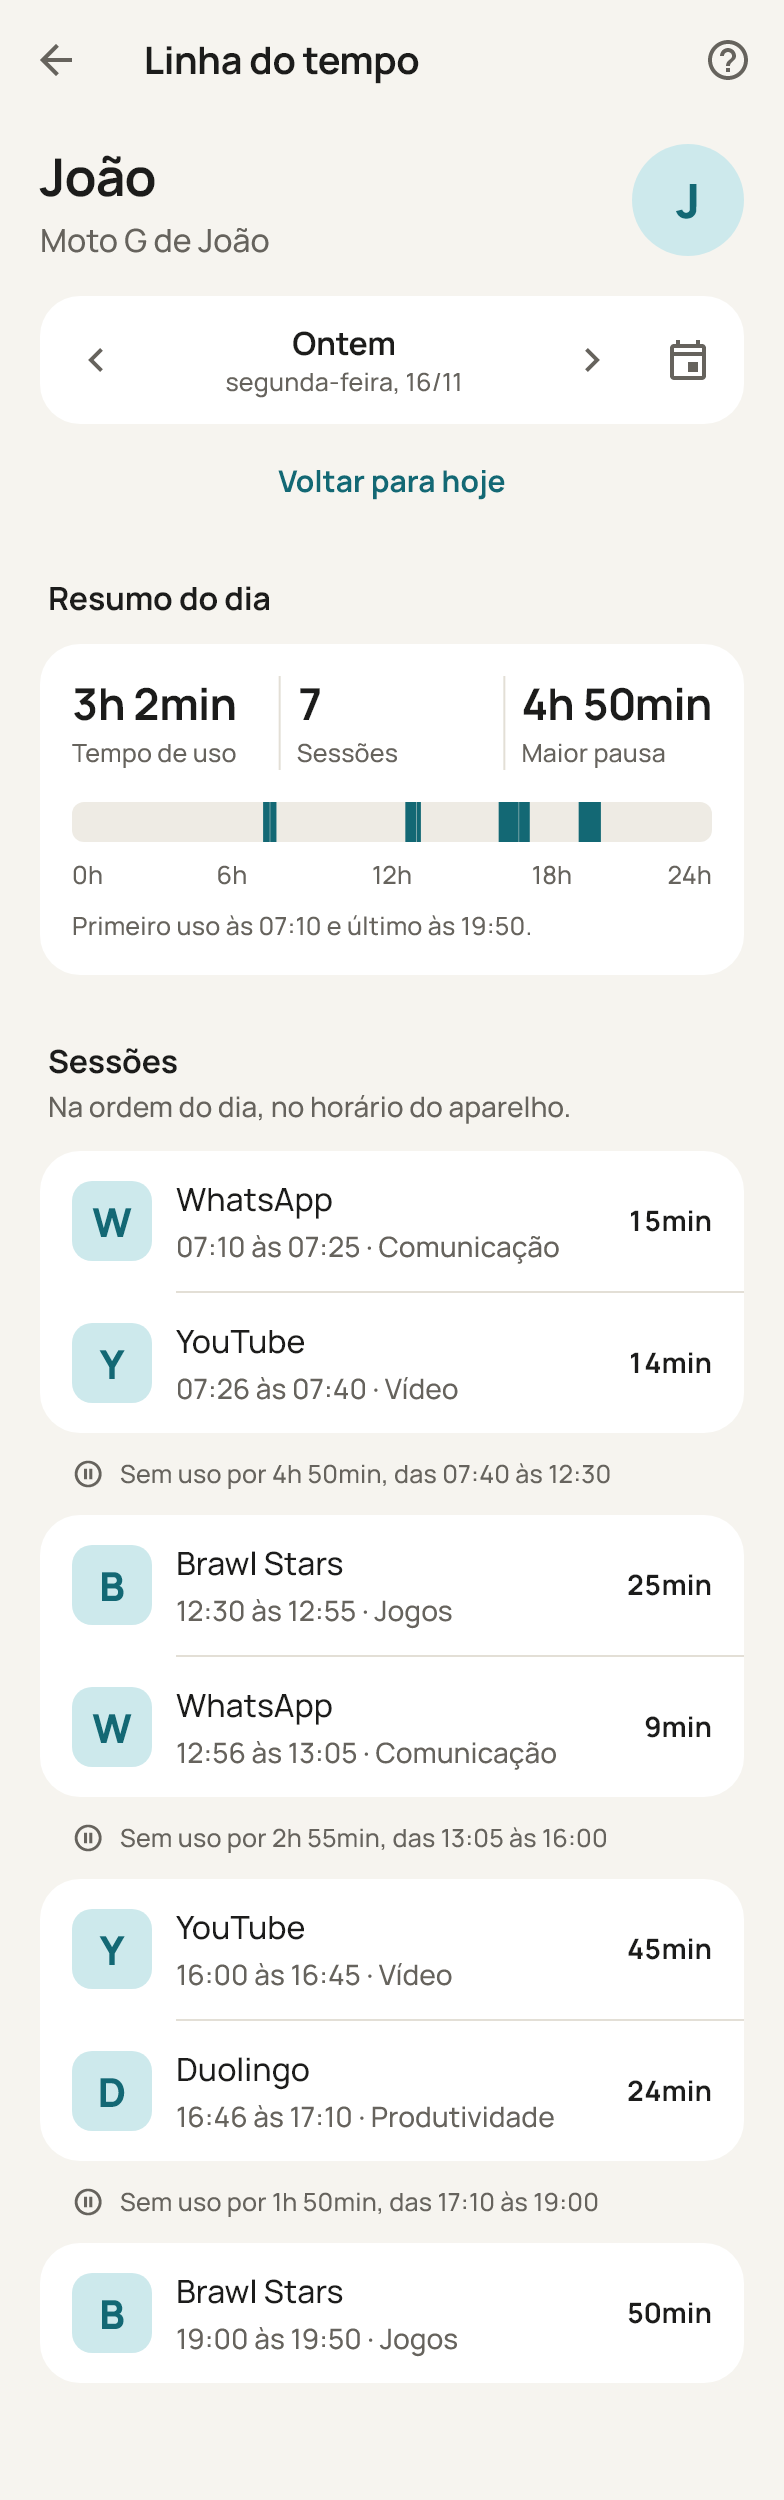 Linha do tempo
João
J
Moto G de João
Ontem
segunda-feira, 16/11
Voltar para hoje
Resumo do dia
3h 2min
Tempo de uso
7
Sessões
4h 50min
Maior pausa
0h 6h 12h 18h 24h
Primeiro uso às 07:10 e último às 19:50.
Sessões
Na ordem do dia, no horário do aparelho.
W
WhatsApp
07:10 às 07:25 · Comunicação
15min
Y
YouTube
07:26 às 07:40 · Vídeo
14min
Sem uso por 4h 50min, das 07:40 às 12:30
B
Brawl Stars
12:30 às 12:55 · Jogos
25min
W
WhatsApp
12:56 às 13:05 · Comunicação
9min
Sem uso por 2h 55min, das 13:05 às 16:00
Y
YouTube
16:00 às 16:45 · Vídeo
45min
D
Duolingo
16:46 às 17:10 · Produtividade
24min
Sem uso por 1h 50min, das 17:10 às 19:00
B
Brawl Stars
19:00 às 19:50 · Jogos
50min